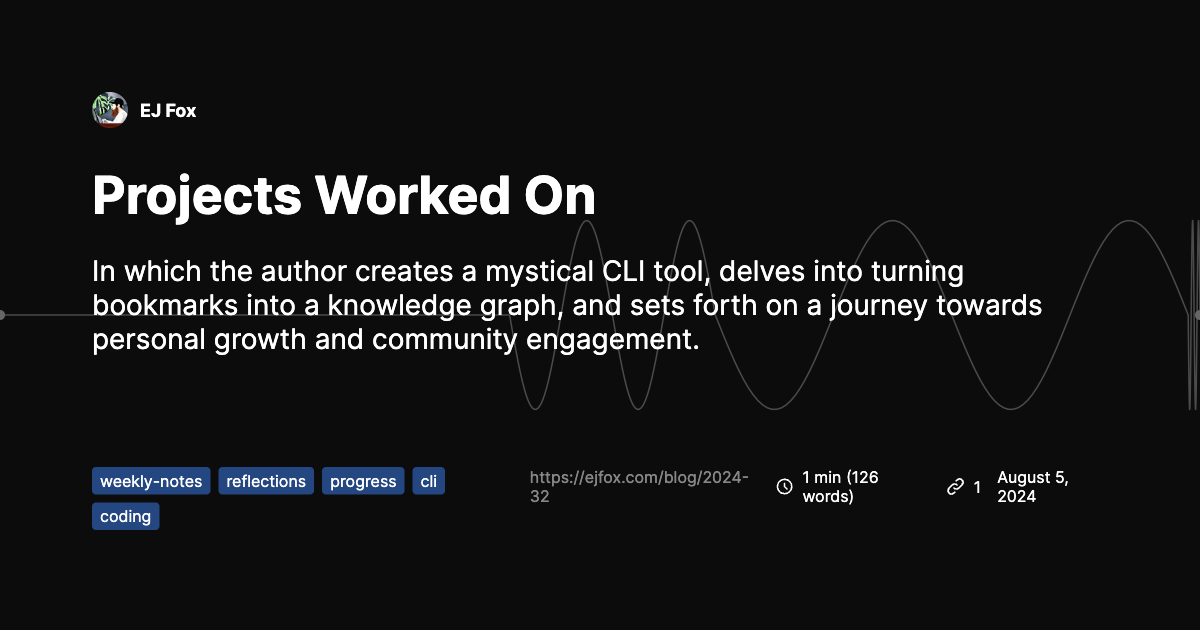 EJ Fox
Projects Worked On
In which the author creates a mystical CLI tool, delves into turning
bookmarks into a knowledge graph, and sets forth on a journey towards
personal growth and community engagement.
weekly-notes reflections progress cli
coding
https://ejfox.com/blog/2024-
32
1 min (126
words)
1
August 5,
2024